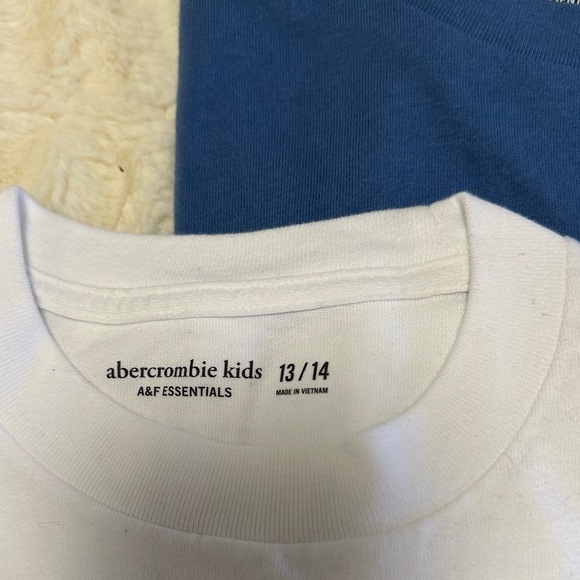 abercrombie kids 13 / 14
A&F ESSENTIALS MADE IN VIETNAM